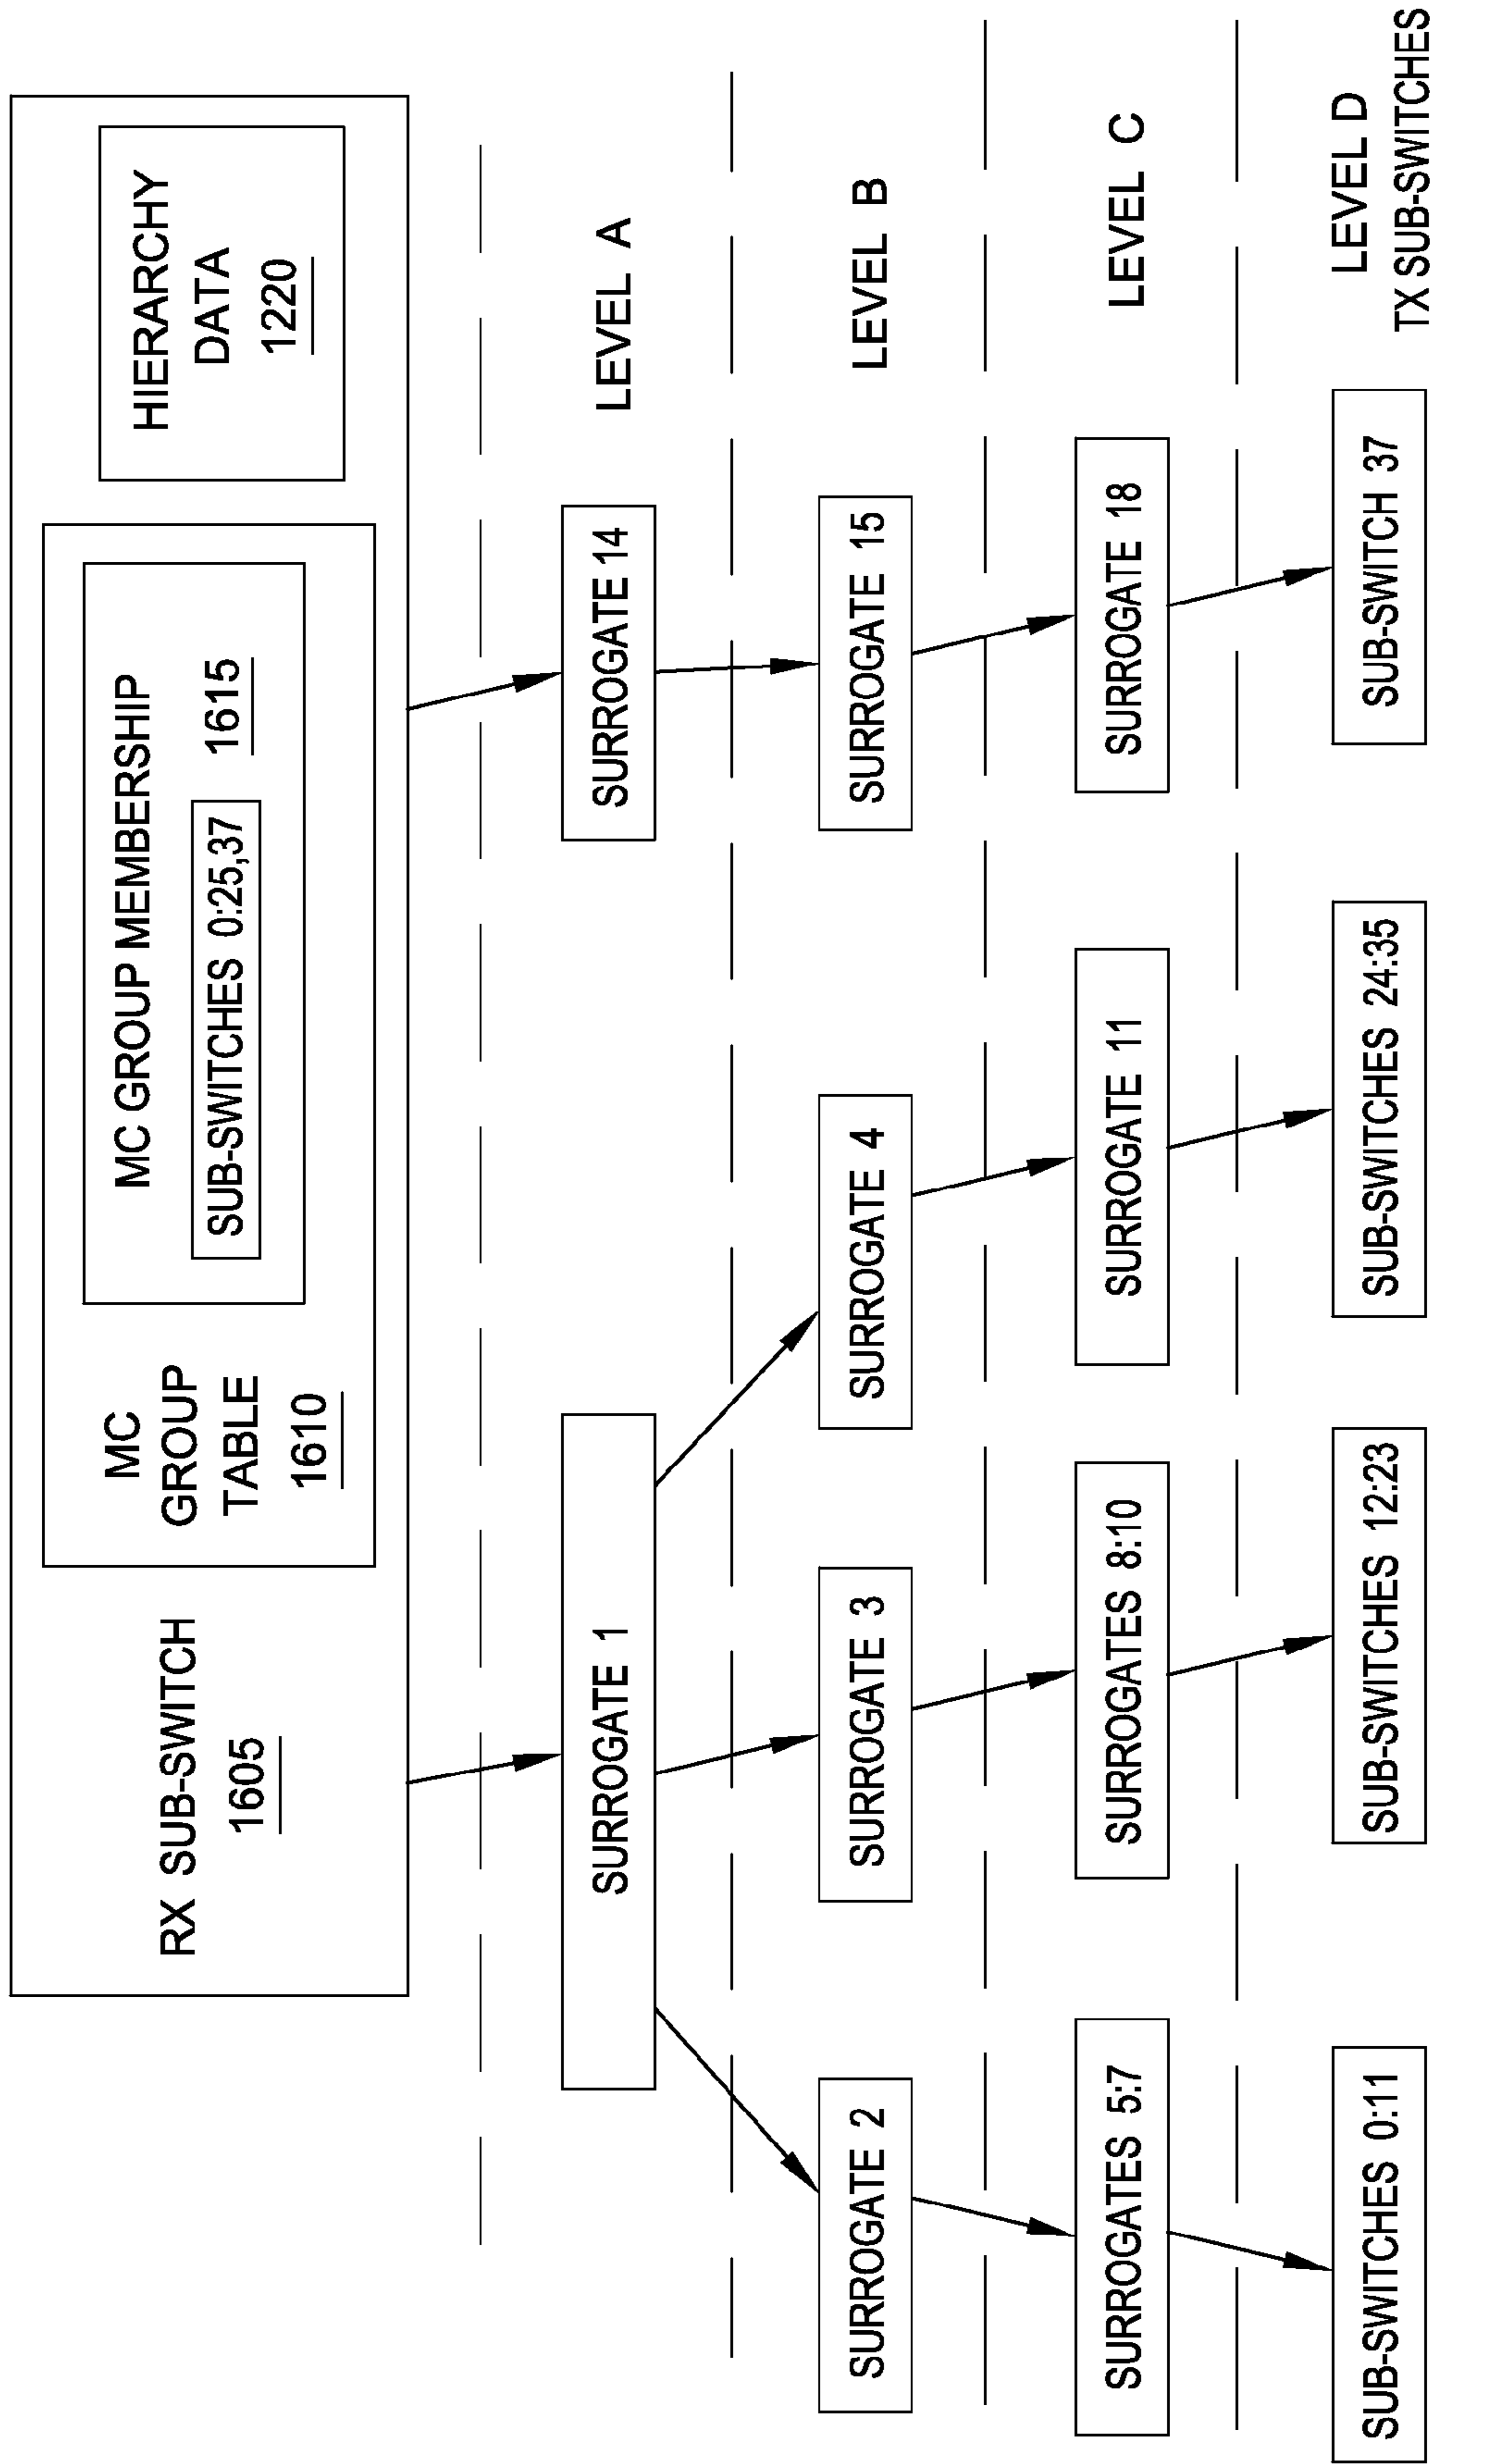 RX SUB-SWITCH
1605
MC
GROUP
TABLE
1610
MC GROUP MEMBERSHIP
SUB-SWITCHES 0:25,37
1615
HIERARCHY
DATA
1220
SURROGATE 1
SURROGATE 14
LEVEL A
SURROGATE 2
SURROGATE 3
SURROGATE 4
SURROGATE 15
LEVEL B
SURROGATES 5:7
SURROGATES 8:10
SURROGATE 11
SURROGATE 18
LEVEL C
SUB-SWITCHES 0:11
SUB-SWITCHES 12:23
SUB-SWITCHES 24:35
SUB-SWITCH 37
LEVEL D
TX SUB-SWITCHES